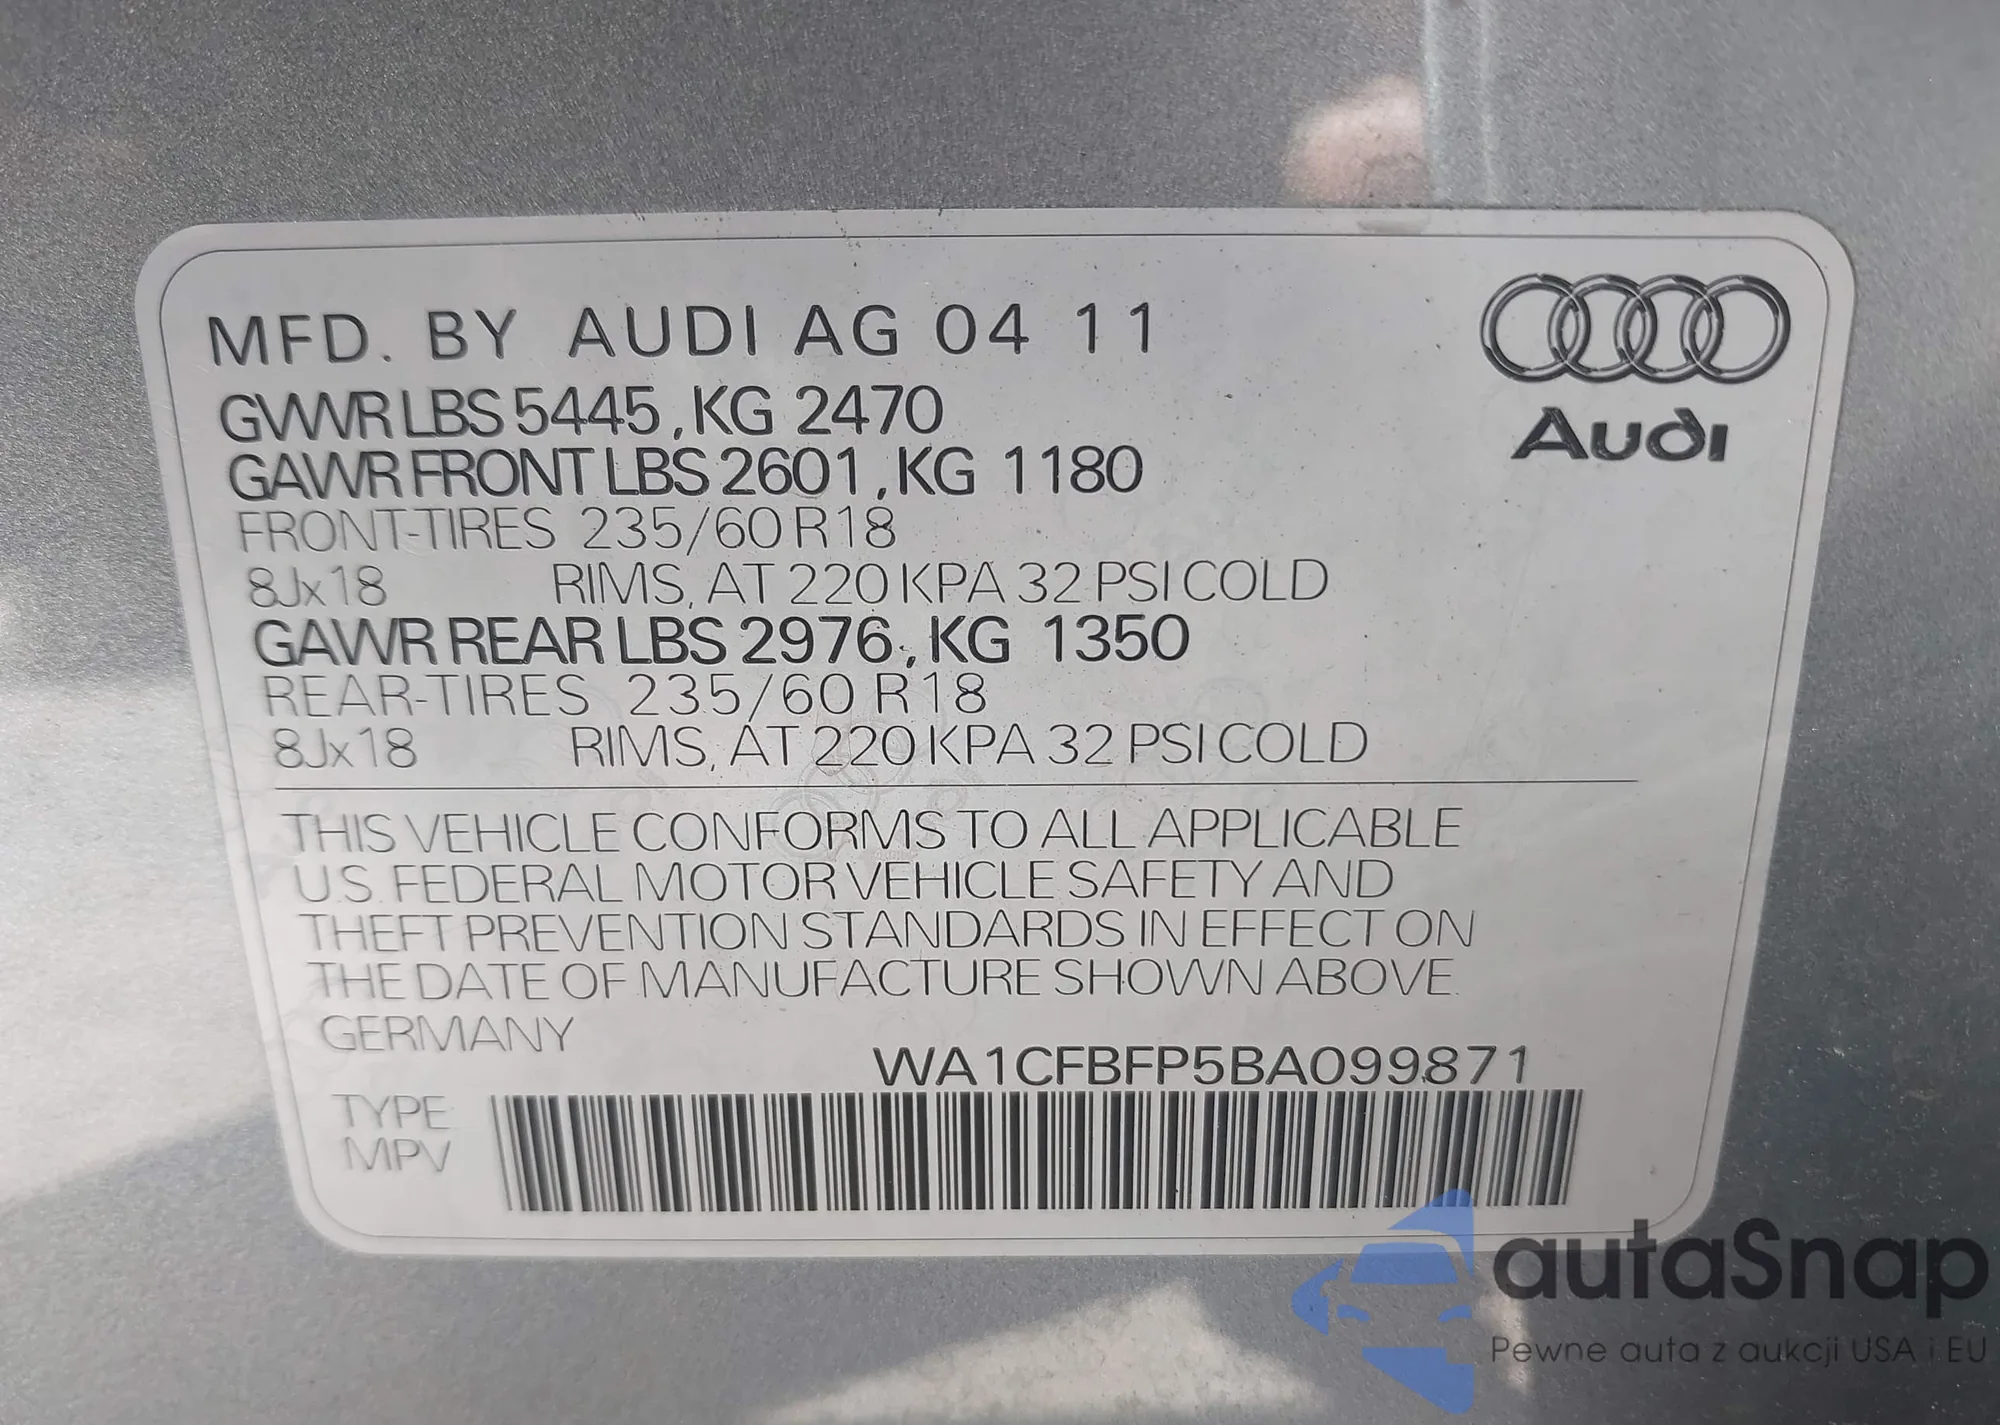 MFD. BY AUDI AG 04 11
GVWR LBS 5445, KG 2470
GAWR FRONT LBS 2601, KG 1180
FRONT-TIRES 235/60 R18
8Jx18 RIMS, AT 220 KPA 32 PSI COLD
GAWR REAR LBS 2976, KG 1350
REAR-TIRES 235/60 R18
8Jx18 RIMS, AT 220 KPA 32 PSI COLD
Audi
THIS VEHICLE CONFORMS TO ALL APPLICABLE
U.S. FEDERAL MOTOR VEHICLE SAFETY AND
THEFT PREVENTION STANDARDS IN EFFECT ON
THE DATE OF MANUFACTURE SHOWN ABOVE.
GERMANY
WA1CFBFP5BA099871
TYPE
MPV
autaSnap
Pewne auta z aukcji USA i EU